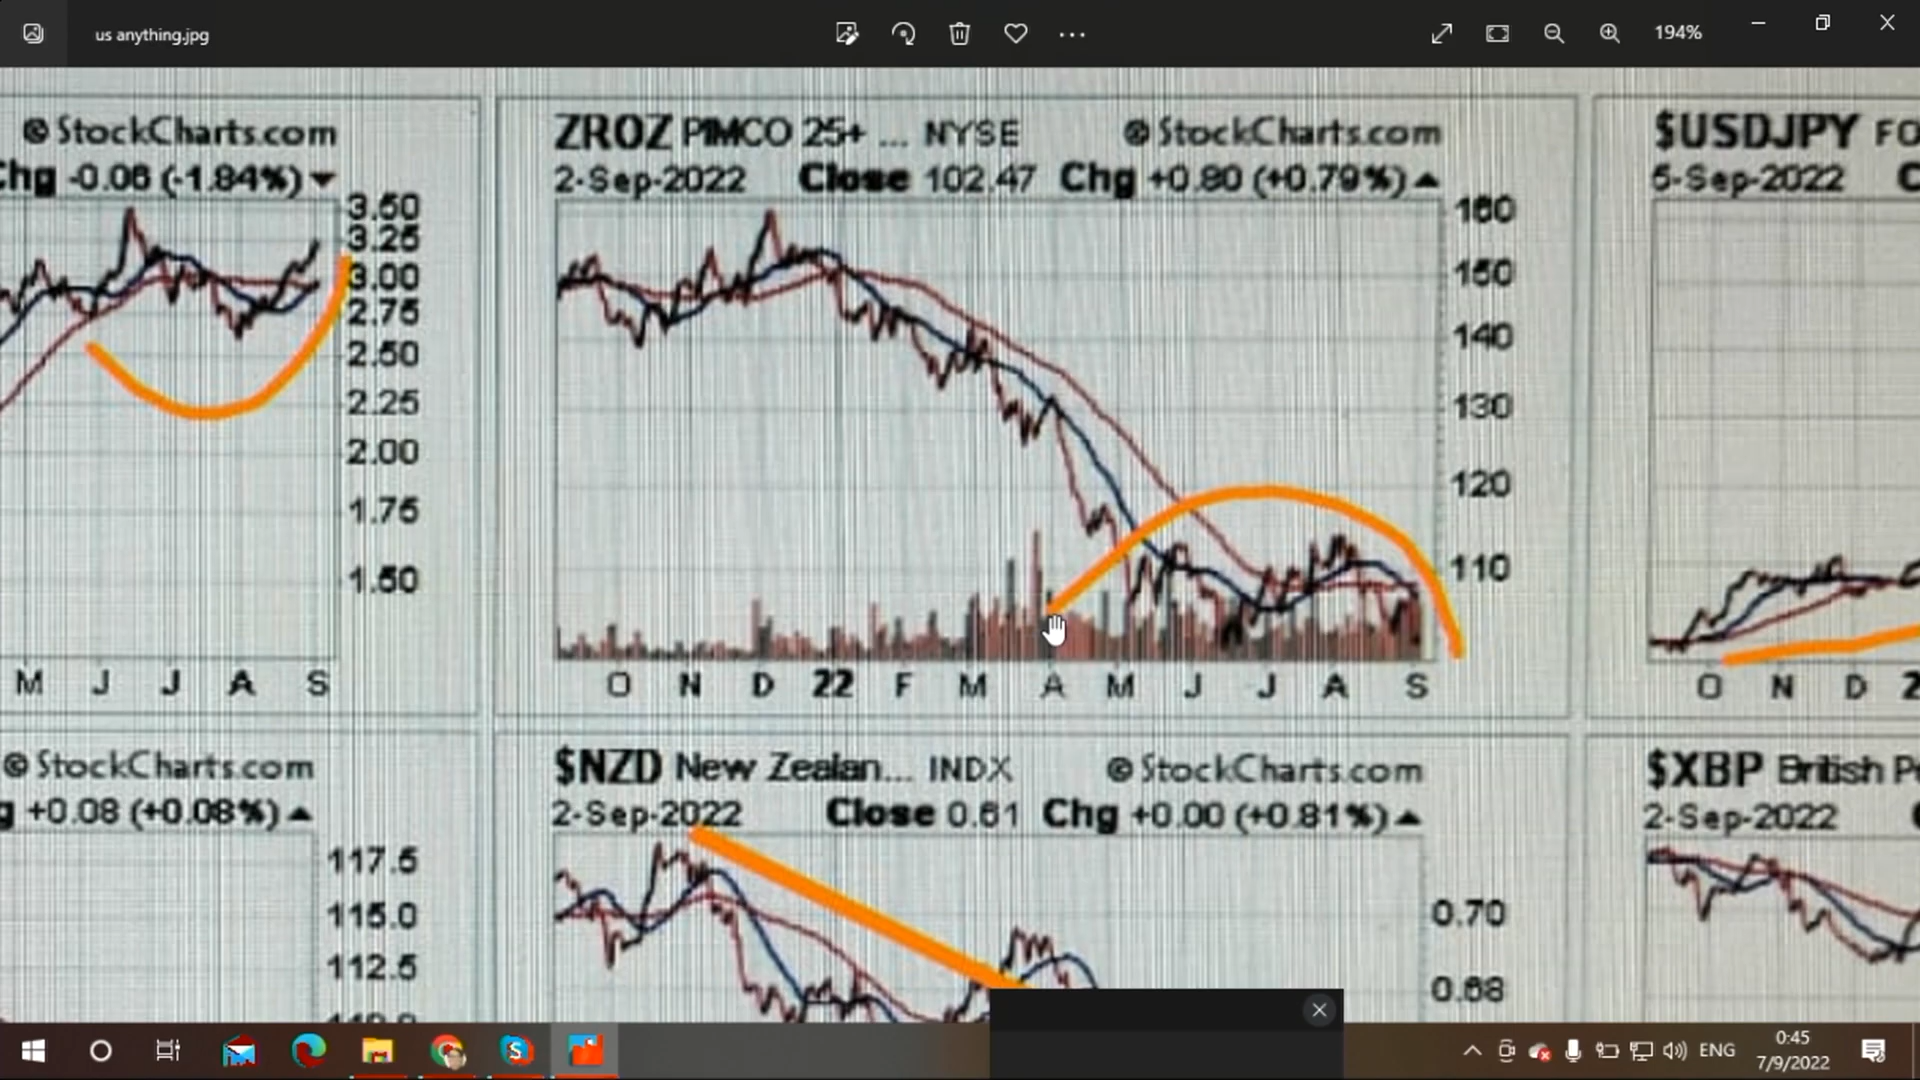 us anything.jpg
194%
© StockCharts.com
Chg -0.06 (-1.84%)
3.50
3.25
3.00
2.75
2.50
2.25
2.00
1.75
1.50
M J J A S
ZROZ PIMCO 25+ ... NYSE © StockCharts.com
2-Sep-2022 Close 102.47 Chg +0.80 (+0.79%)
160
150
140
130
120
110
O N D 22 F M A M J J A S
$USDJPY FO
5-Sep-2022 C
O N D 2
© StockCharts.com
g +0.08 (+0.08%)
117.5
115.0
112.5
$NZD New Zealan... INDX © StockCharts.com
2-Sep-2022 Close 0.61 Chg +0.00 (+0.81%)
0.70
0.68
$XBP British P
2-Sep-2022
ENG
0:45
7/9/2022